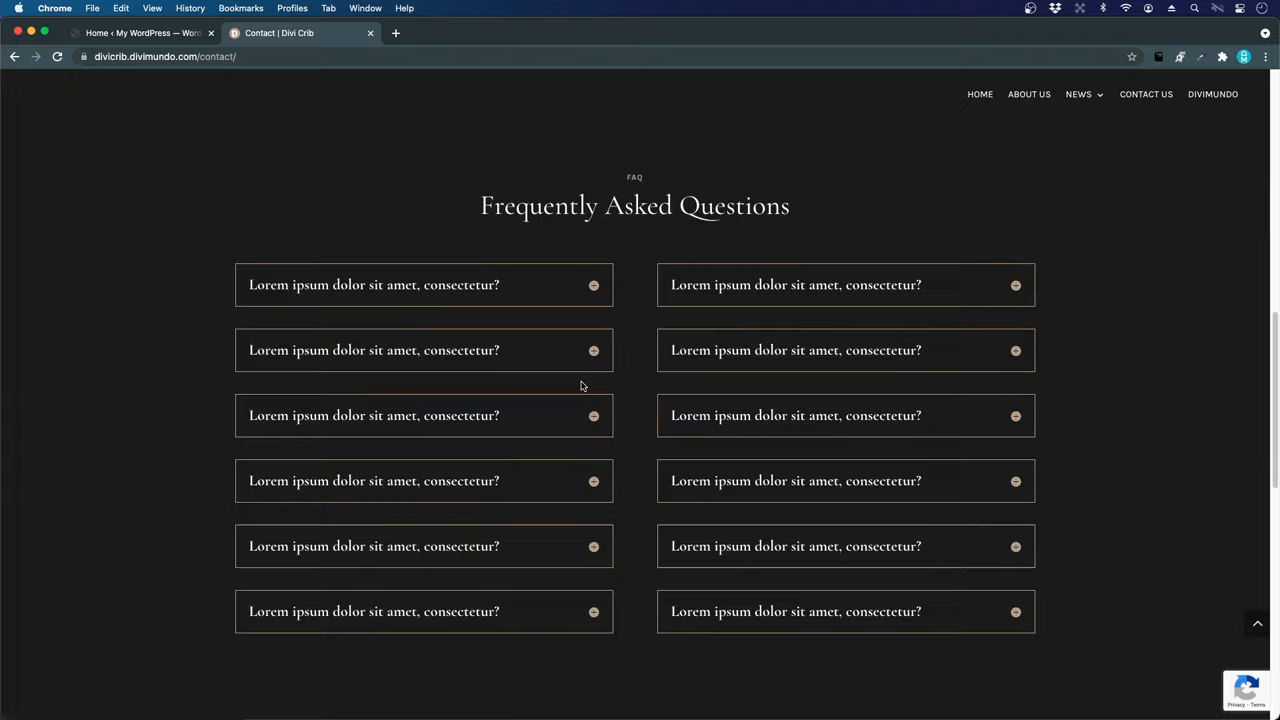 Chrome File Edit View History Bookmarks Profiles Tab Window Help
Home ‹ My WordPress — Word
Contact | Divi Crib
divicrib.divimundo.com/contact/
HOME ABOUT US NEWS CONTACT US DIVIMUNDO
FAQ
Frequently Asked Questions
Lorem ipsum dolor sit amet, consectetur? Lorem ipsum dolor sit amet, consectetur?
Lorem ipsum dolor sit amet, consectetur? Lorem ipsum dolor sit amet, consectetur?
Lorem ipsum dolor sit amet, consectetur? Lorem ipsum dolor sit amet, consectetur?
Lorem ipsum dolor sit amet, consectetur? Lorem ipsum dolor sit amet, consectetur?
Lorem ipsum dolor sit amet, consectetur? Lorem ipsum dolor sit amet, consectetur?
Lorem ipsum dolor sit amet, consectetur? Lorem ipsum dolor sit amet, consectetur?
Privacy - Terms